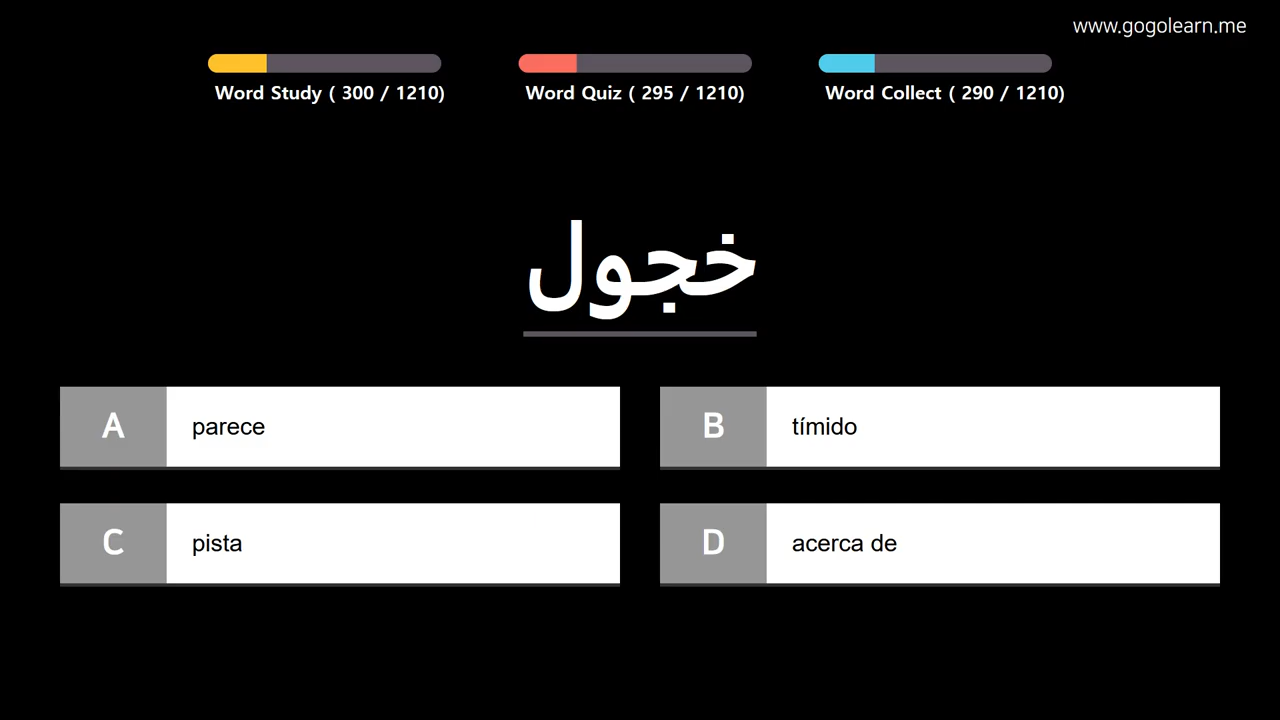 www.gogolearn.me
Word Study ( 300 / 1210)
Word Quiz ( 295 / 1210)
Word Collect ( 290 / 1210)
خجول
A
parece
B
tímido
C
pista
D
acerca de